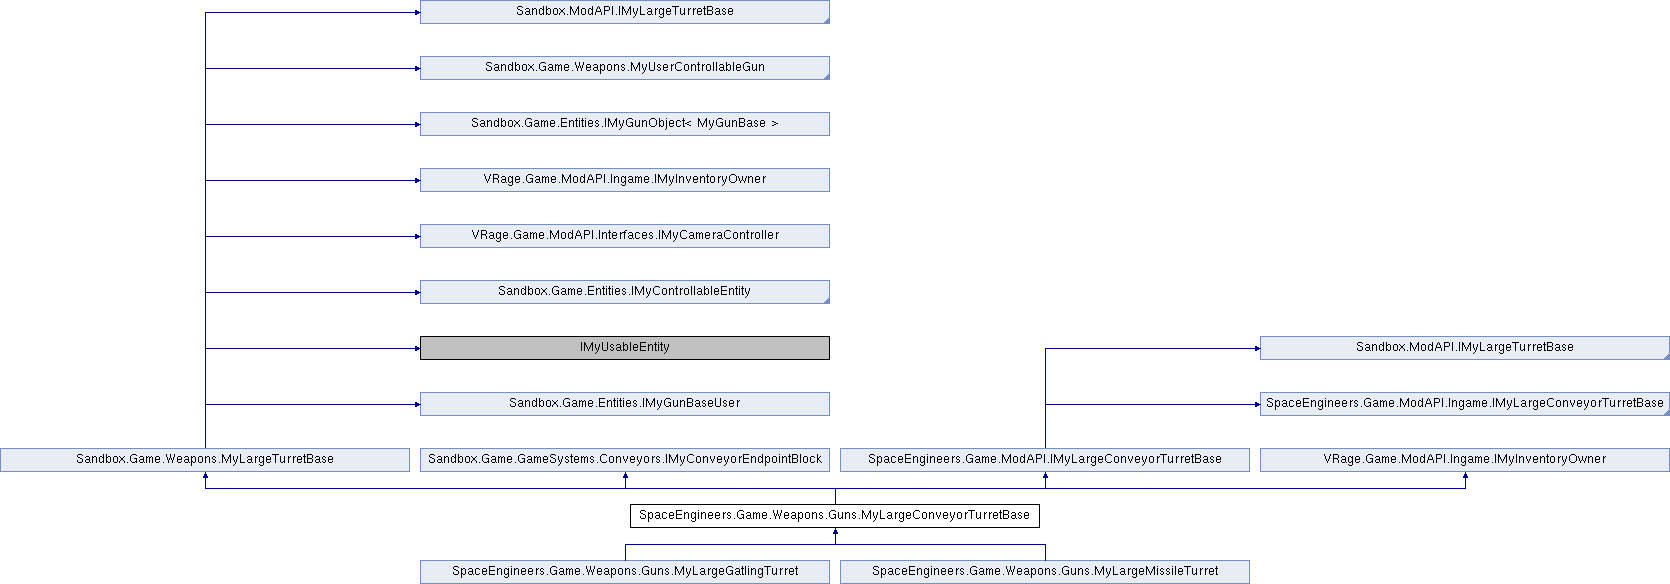 Sandbox.ModAPI.IMyLargeTurretBase
Sandbox.Game.Weapons.MyUserControllableGun
Sandbox.Game.Entities.IMyGunObject< MyGunBase >
VRage.Game.ModAPI.Ingame.IMyInventoryOwner
VRage.Game.ModAPI.Interfaces.IMyCameraController
Sandbox.Game.Entities.IMyControllableEntity
IMyUsableEntity
Sandbox.ModAPI.IMyLargeTurretBase
Sandbox.Game.Entities.IMyGunBaseUser
SpaceEngineers.Game.ModAPI.Ingame.IMyLargeConveyorTurretBase
Sandbox.Game.Weapons.MyLargeTurretBase
Sandbox.Game.GameSystems.Conveyors.IMyConveyorEndpointBlock
SpaceEngineers.Game.ModAPI.IMyLargeConveyorTurretBase
VRage.Game.ModAPI.Ingame.IMyInventoryOwner
SpaceEngineers.Game.Weapons.Guns.MyLargeConveyorTurretBase
SpaceEngineers.Game.Weapons.Guns.MyLargeGatlingTurret
SpaceEngineers.Game.Weapons.Guns.MyLargeMissileTurret